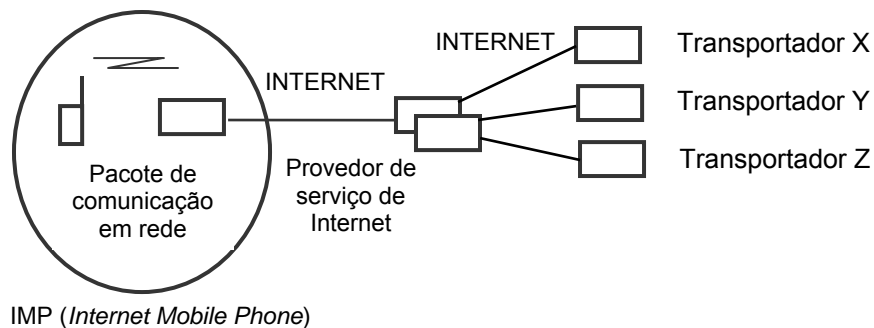 INTERNET
Transportador X
INTERNET
Transportador Y
Pacote de
comunicação
em rede
Provedor de
serviço de
Internet
Transportador Z
IMP (Internet Mobile Phone)